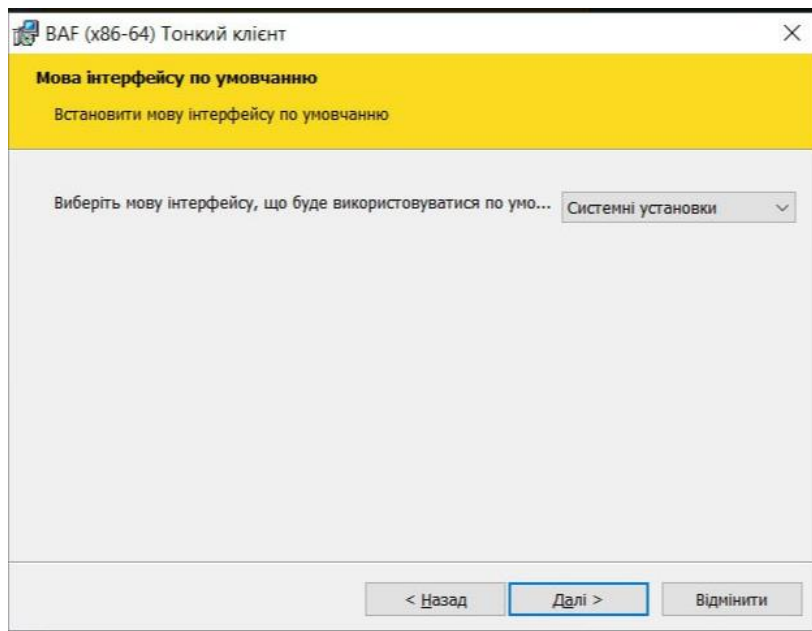 BAF (x86-64) Тонкий клієнт
Мова інтерфейсу по умовчанню
Встановити мову інтерфейсу по умовчанню
Виберіть мову інтерфейсу, що буде використовуватися по умо... Системні установки
< Назад Далі > Відмінити